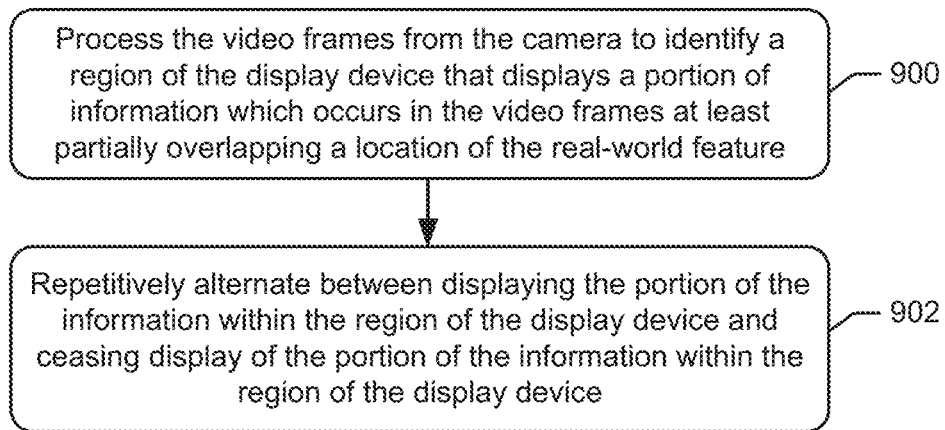 Process the video frames from the camera to identify a
region of the display device that displays a portion of
information which occurs in the video frames at least
partially overlapping a location of the real-world feature
900
Repetitively alternate between displaying the portion of the
information within the region of the display device and
ceasing display of the portion of the information within the
region of the display device
902